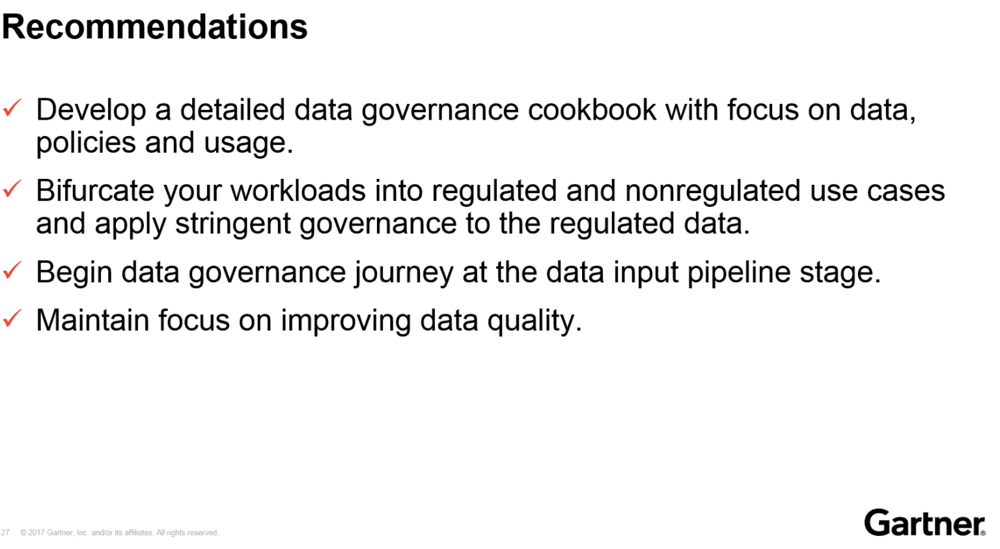 Recommendations
✓ Develop a detailed data governance cookbook with focus on data,
policies and usage.
✓ Bifurcate your workloads into regulated and nonregulated use cases
and apply stringent governance to the regulated data.
✓ Begin data governance journey at the data input pipeline stage.
✓ Maintain focus on improving data quality.
27 © 2017 Gartner, Inc. and/or its affiliates. All rights reserved.
Gartner®